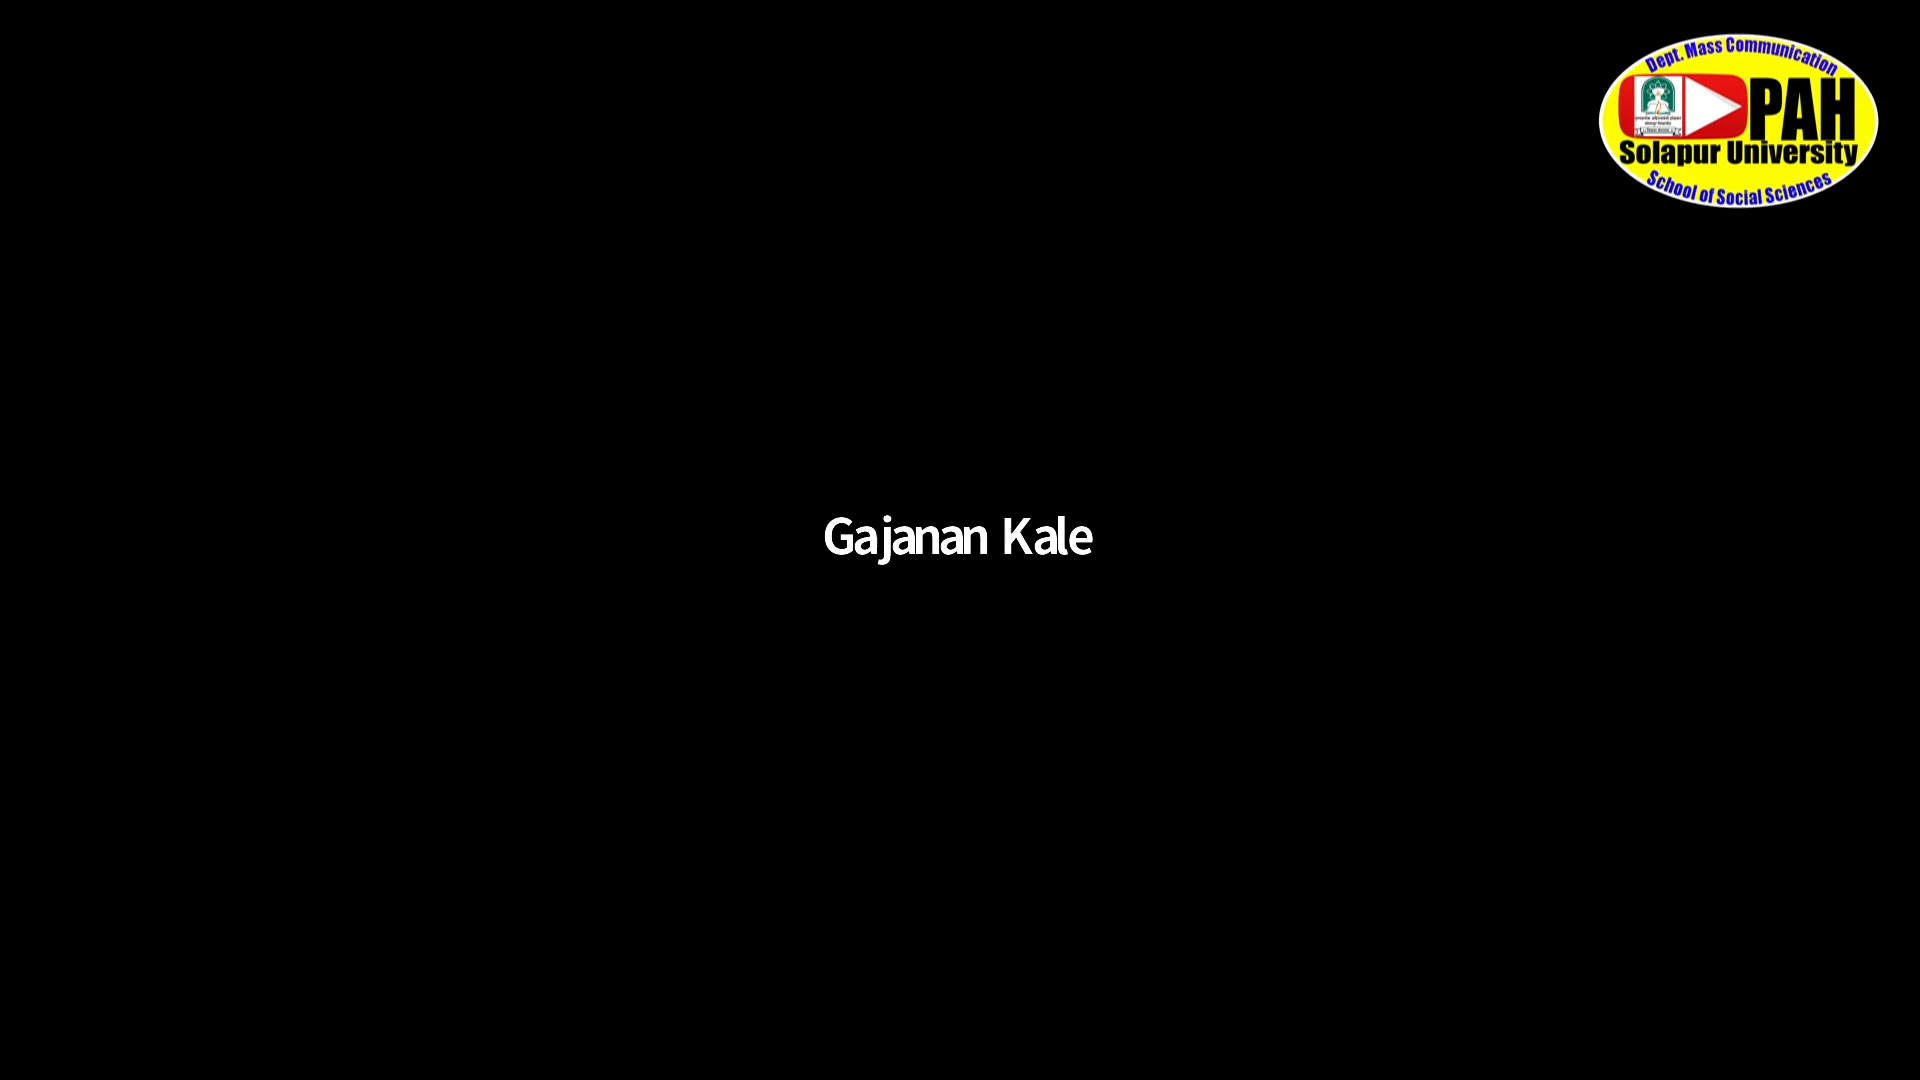 Dept. Mass Communication
PAH
Solapur University
School of Social Sciences
Gajanan Kale